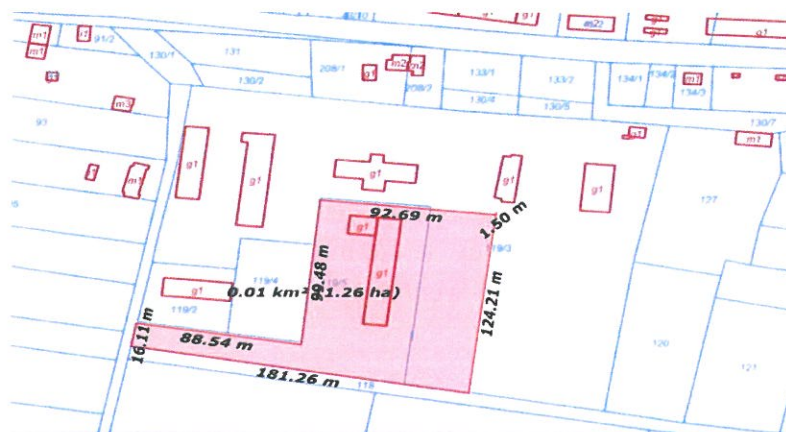 m1
i1
91/2
130/1
131
208/1
m2
m2
133/1
133/2
134/1
134/2
m1
g1
m1
130/2
g1
208/2
130/4
130/5
134/3
130/7
m3
93
g1
m1
m1
g1
g1
g1
g1
g1
127
92.69 m
1.50 m
g1
119/3
99.48 m
119/4
119/5
g1
124.21 m
g1
0.01 km² (1.26 ha)
119/2
16.11 m
88.54 m
120
121
181.26 m
118